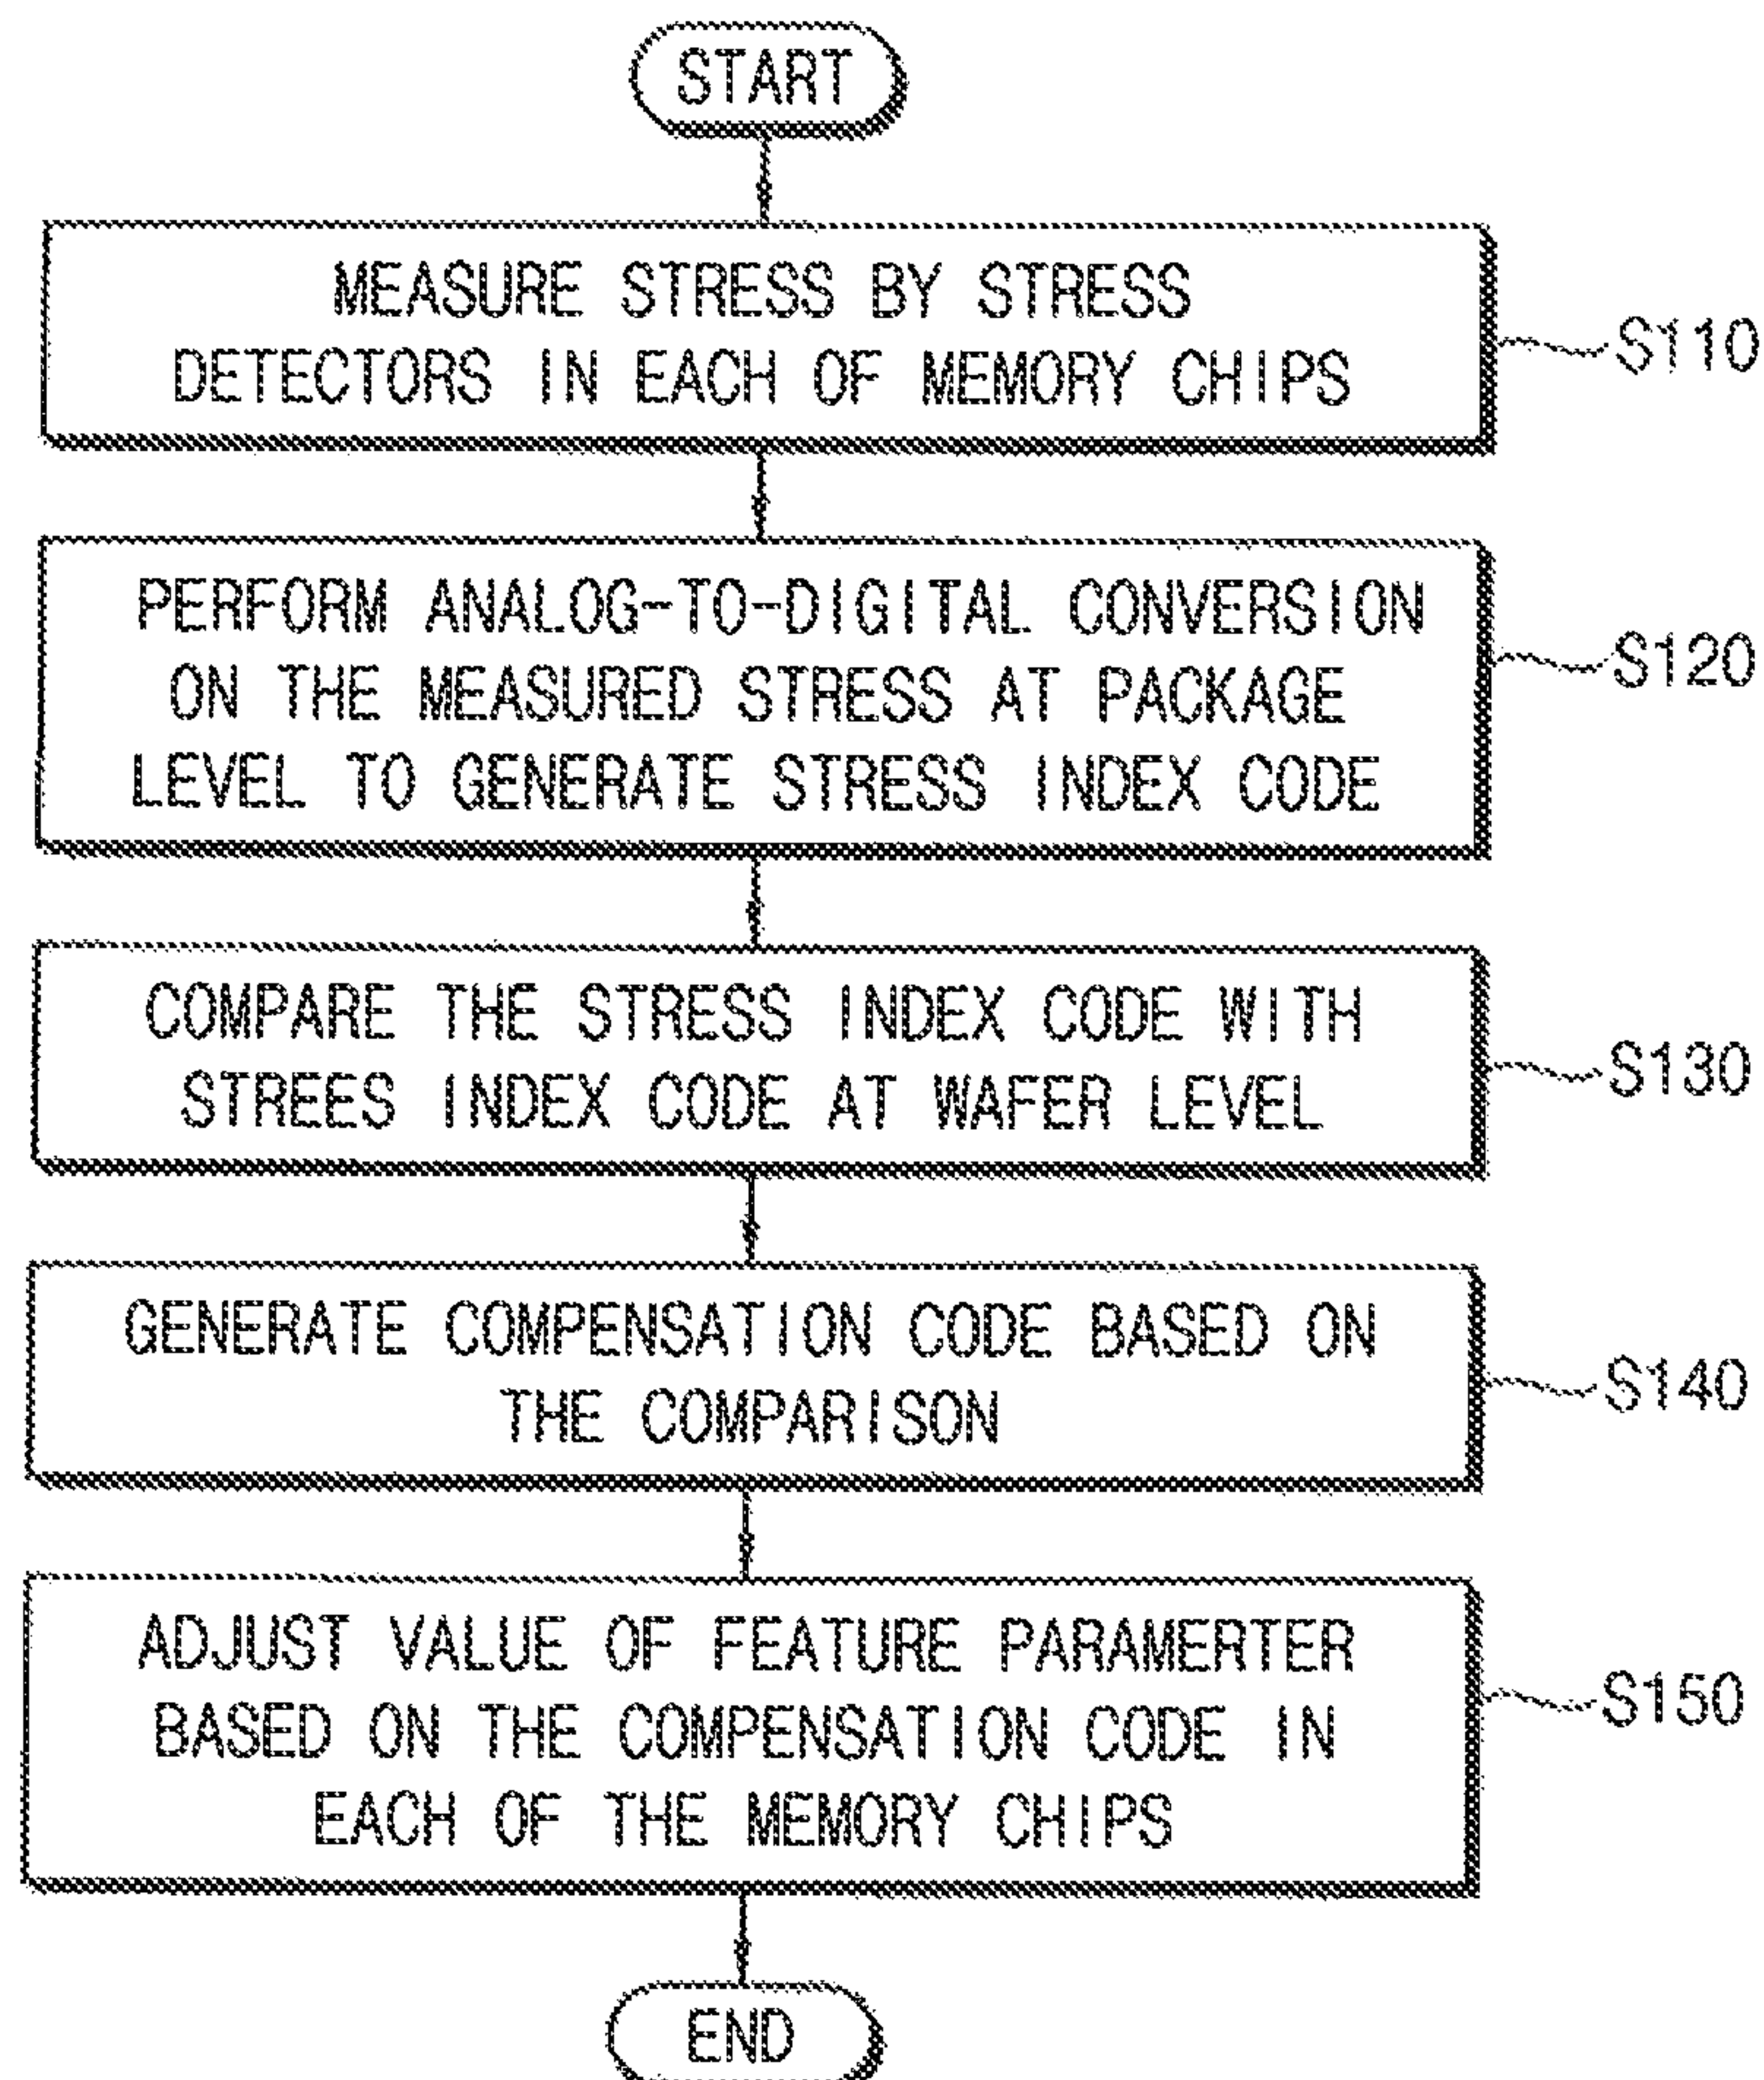 START
MEASURE STRESS BY STRESS
DETECTORS IN EACH OF MEMORY CHIPS
S110
PERFORM ANALOG-TO-DIGITAL CONVERSION
ON THE MEASURED STRESS AT PACKAGE
LEVEL TO GENERATE STRESS INDEX CODE
S120
COMPARE THE STRESS INDEX CODE WITH
STREES INDEX CODE AT WAFER LEVEL
S130
GENERATE COMPENSATION CODE BASED ON
THE COMPARISON
S140
ADJUST VALUE OF FEATURE PARAMERTER
BASED ON THE COMPENSATION CODE IN
EACH OF THE MEMORY CHIPS
S150
END